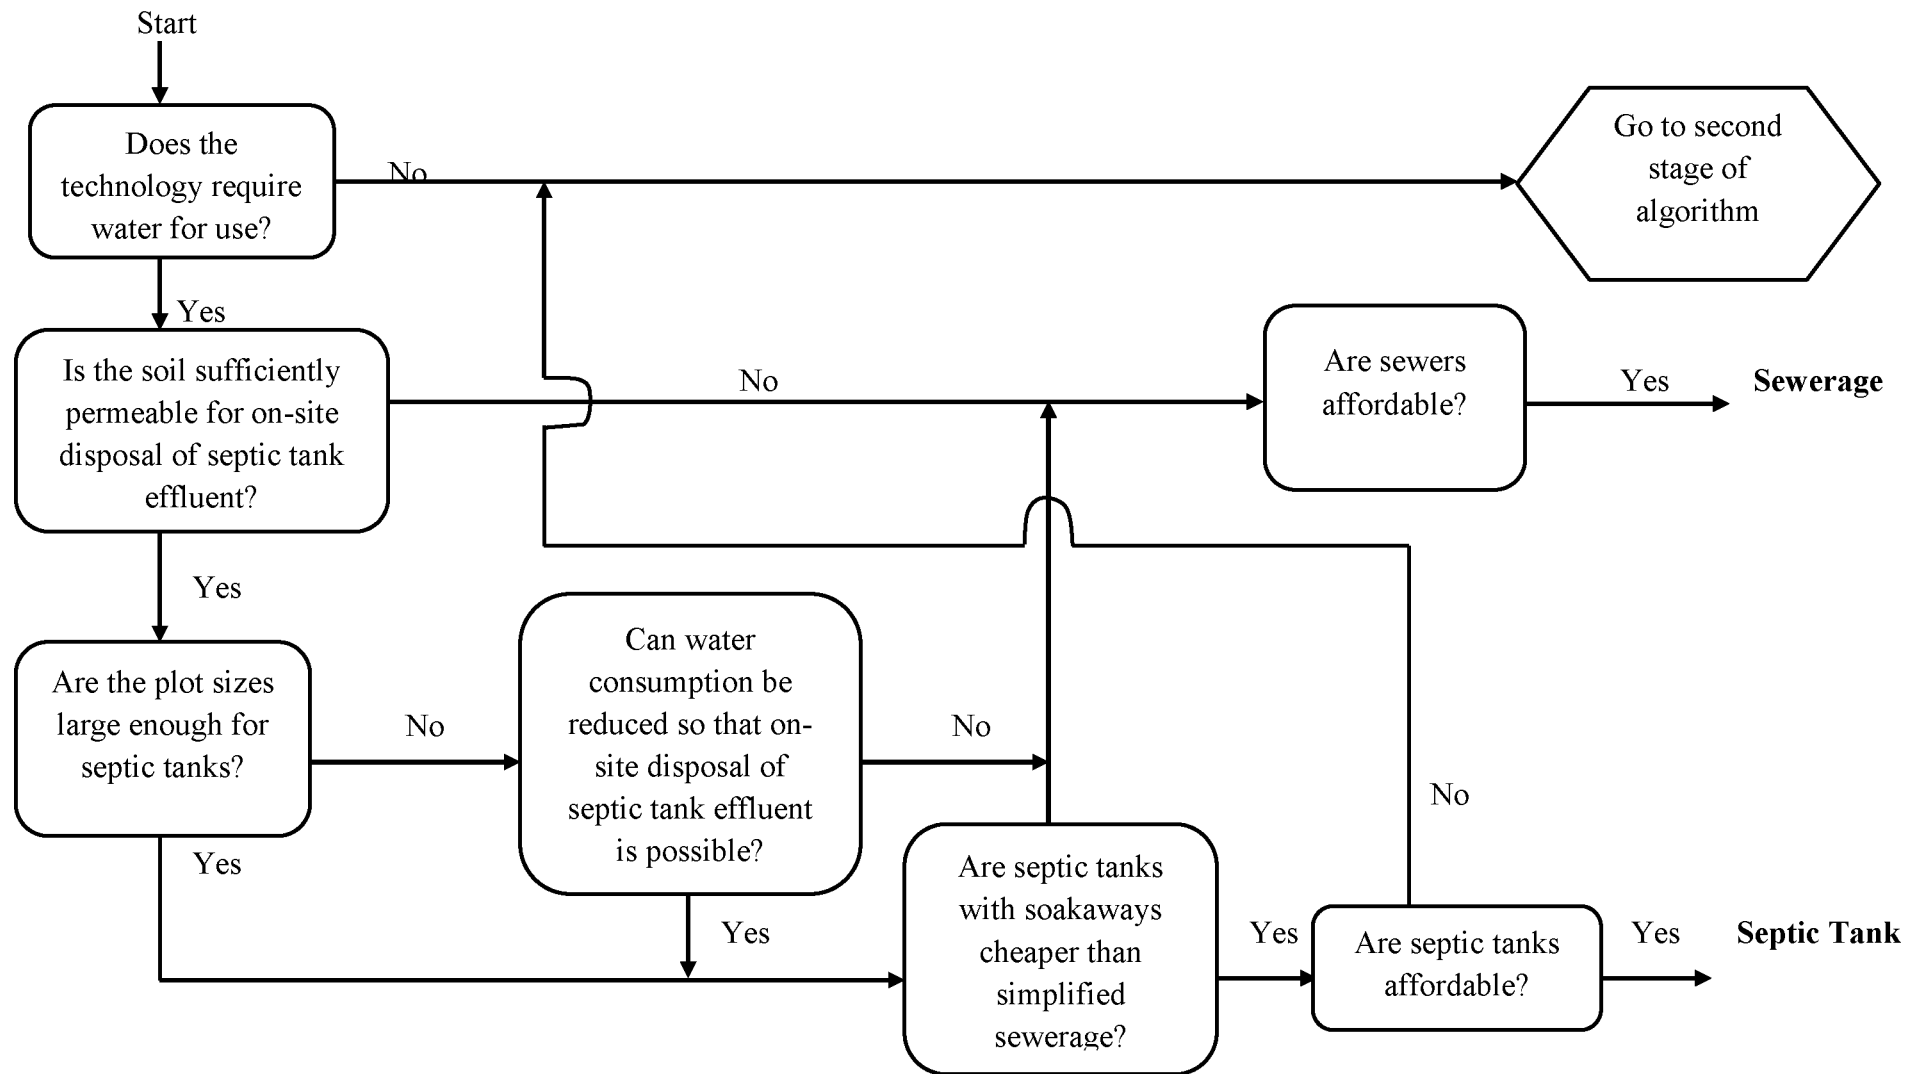 Start
Does the
technology require
water for use?
No
Go to second
stage of
algorithm
Yes
Is the soil sufficiently
permeable for on-site
disposal of septic tank
effluent?
No
Are sewers
affordable?
Yes
Sewerage
Yes
Are the plot sizes
large enough for
septic tanks?
No
Can water
consumption be
reduced so that on-
site disposal of
septic tank effluent
is possible?
No
No
Yes
Yes
Are septic tanks
with soakaways
cheaper than
simplified
sewerage?
Yes
Are septic tanks
affordable?
Yes
Septic Tank